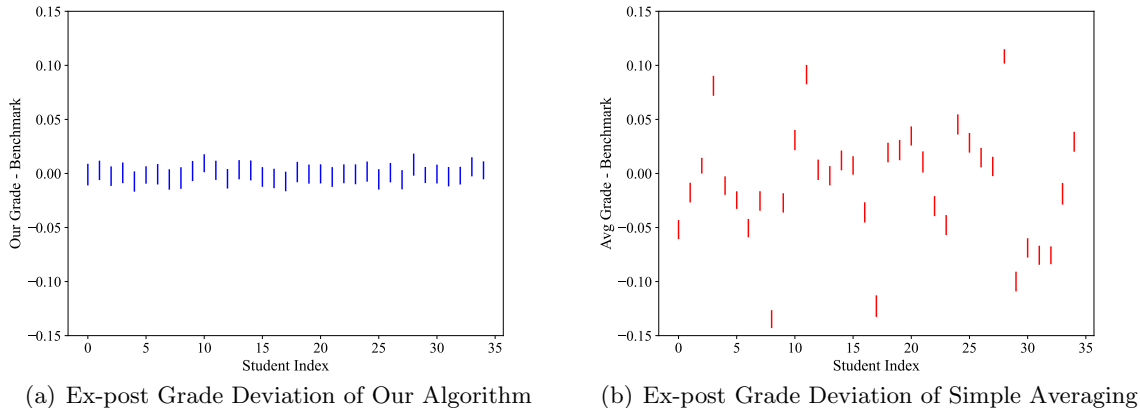 0.15
0.10
0.05
0.00
−0.05
−0.10
−0.15
Our Grade - Benchmark
0 5 10 15 20 25 30 35
Student Index
(a) Ex-post Grade Deviation of Our Algorithm
0.15
0.10
0.05
0.00
−0.05
−0.10
−0.15
Avg Grade - Benchmark
0 5 10 15 20 25 30 35
Student Index
(b) Ex-post Grade Deviation of Simple Averaging